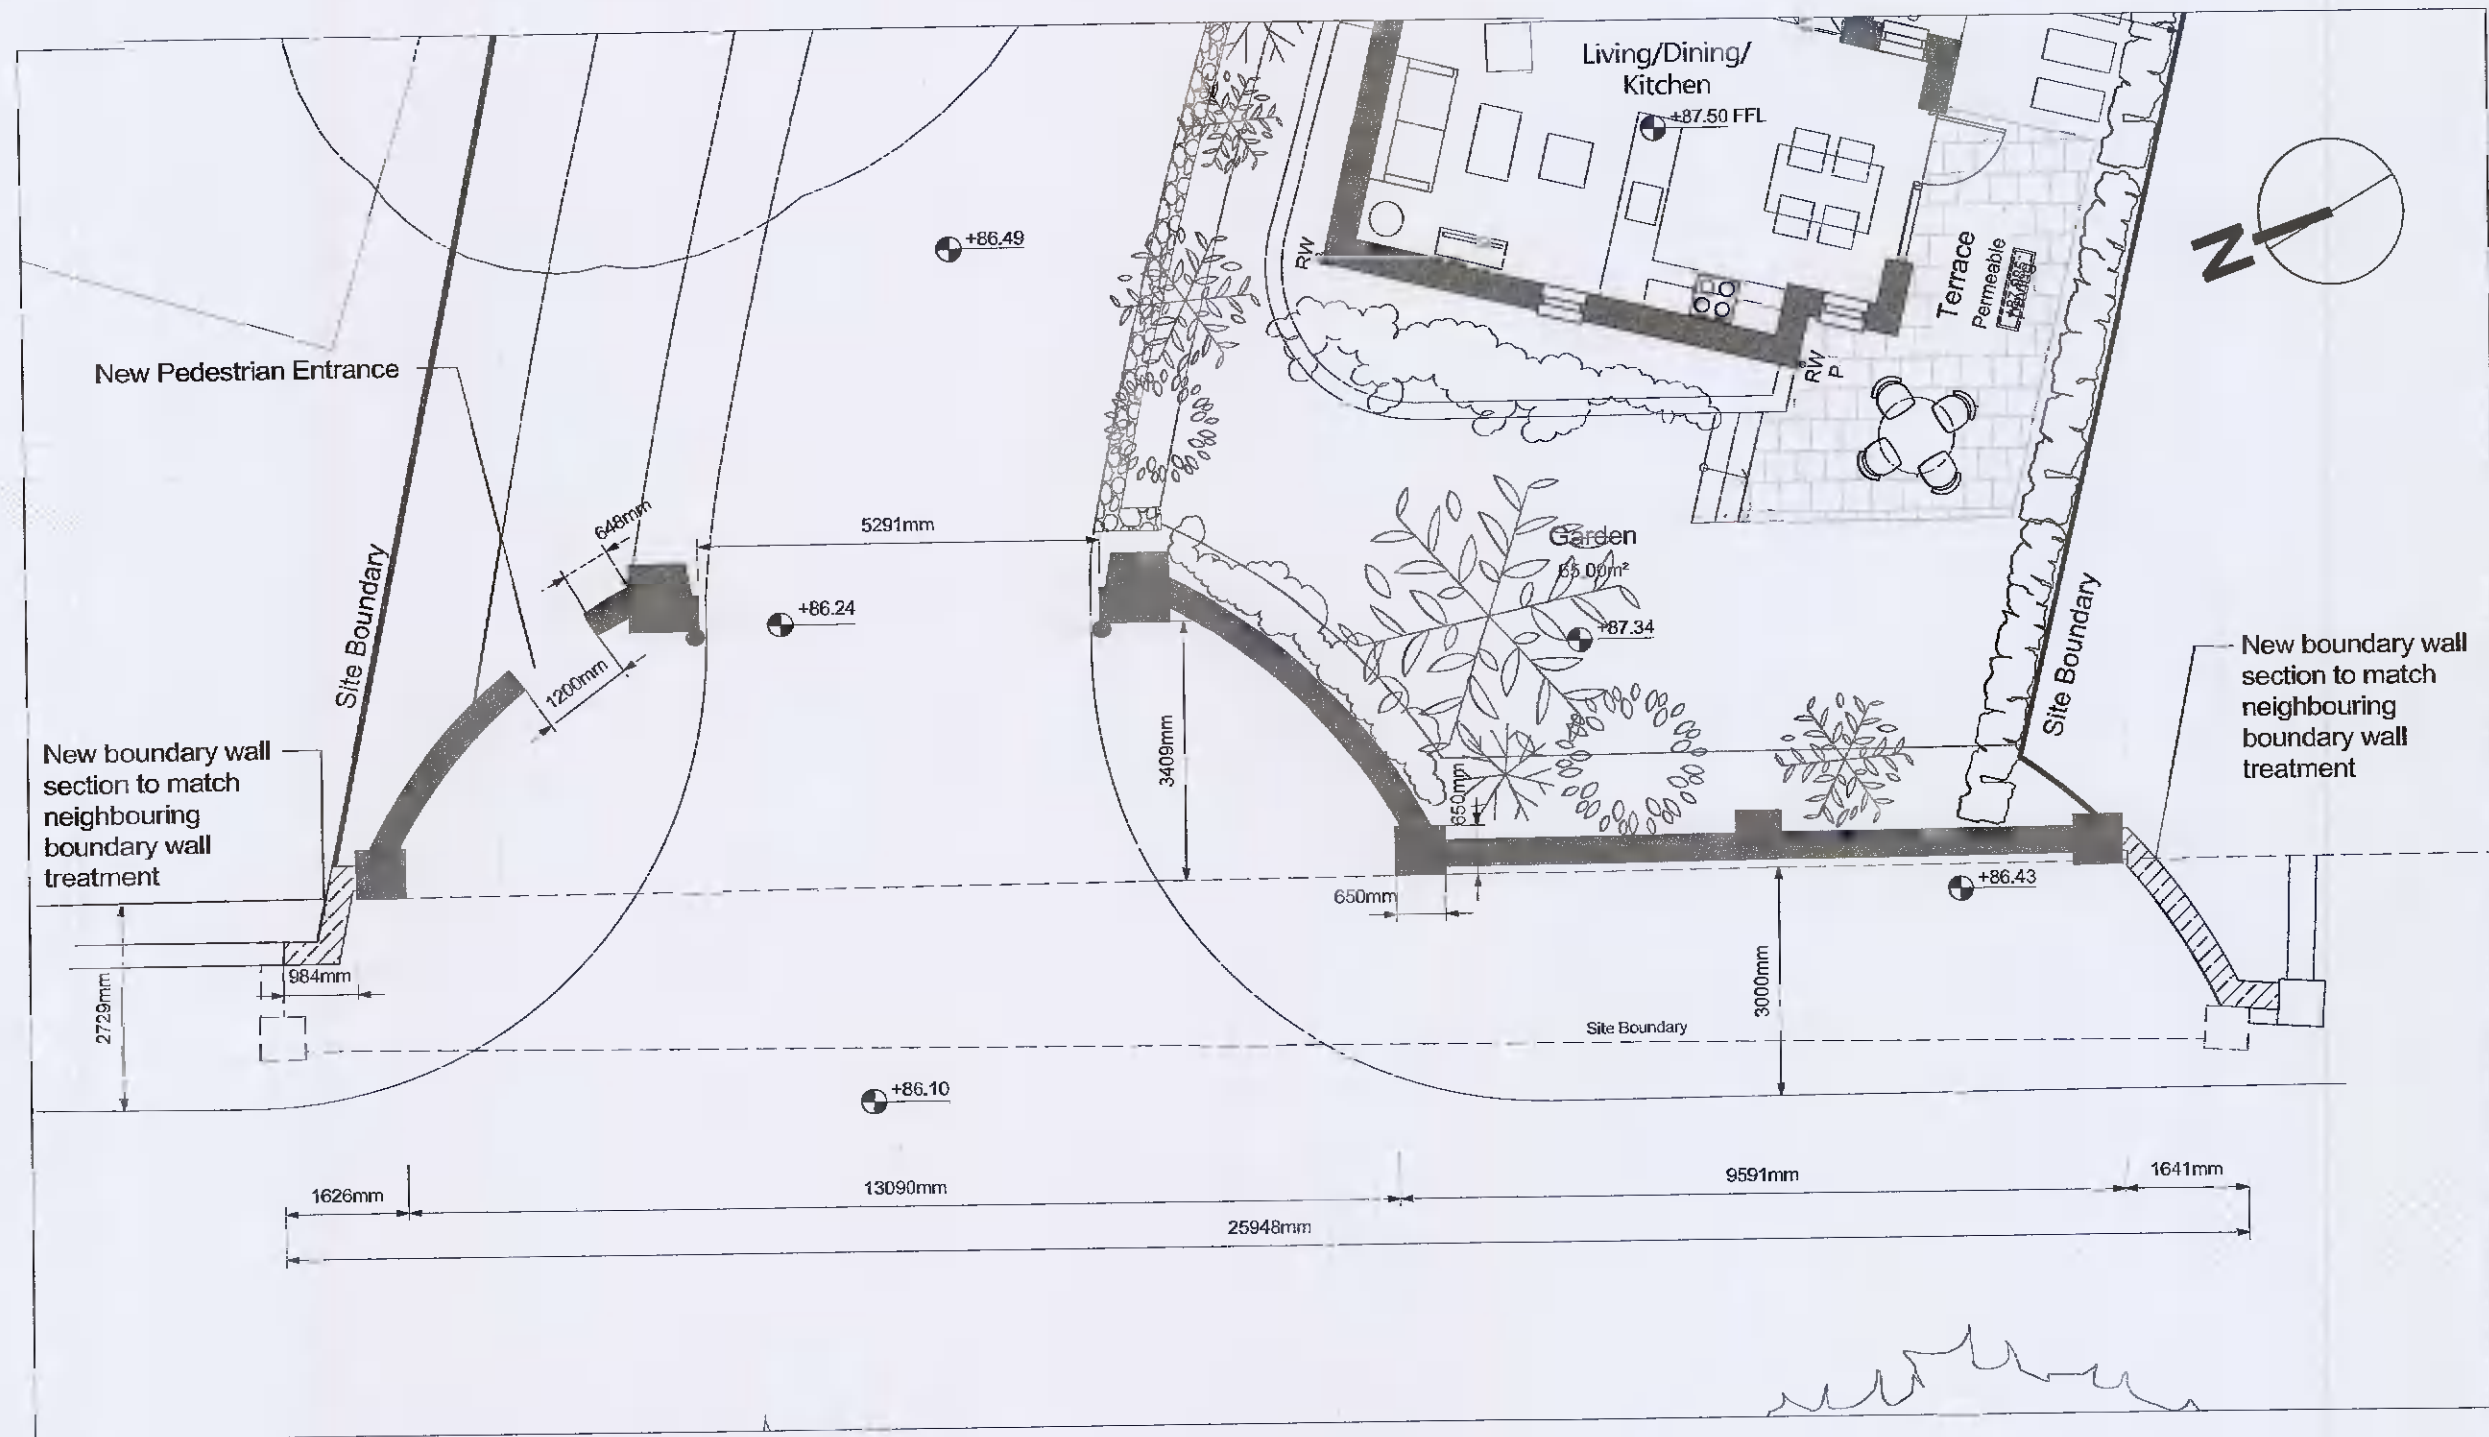 Living/Dining/
Kitchen
+87.50 FFL
+86.49
RW
Terrace
Permeable
N
New Pedestrian Entrance
RW
P
648mm
5291mm
Garden
65.00m²
+86.24
+87.34
Site Boundary
Site Boundary
1200mm
New boundary wall
section to match
neighbouring
boundary wall
treatment
New boundary wall
section to match
neighbouring
boundary wall
treatment
3409mm
650mm
+86.43
650mm
984mm
2729mm
3000mm
Site Boundary
+86.10
1626mm
13090mm
9591mm
1641mm
25948mm